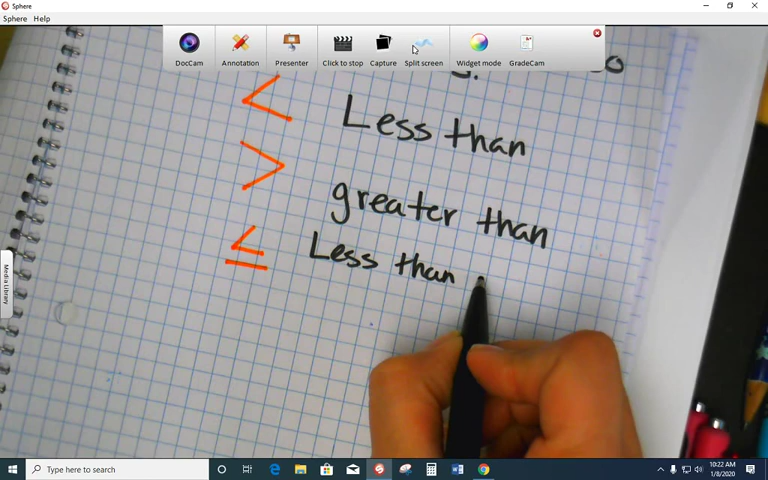 Sphere
Sphere Help
DocCam Annotation Presenter Click to stop Capture Split screen Widget mode GradeCam
< Less than
> greater than
≤ Less than
Media Library
Type here to search
10:22 AM
1/8/2020